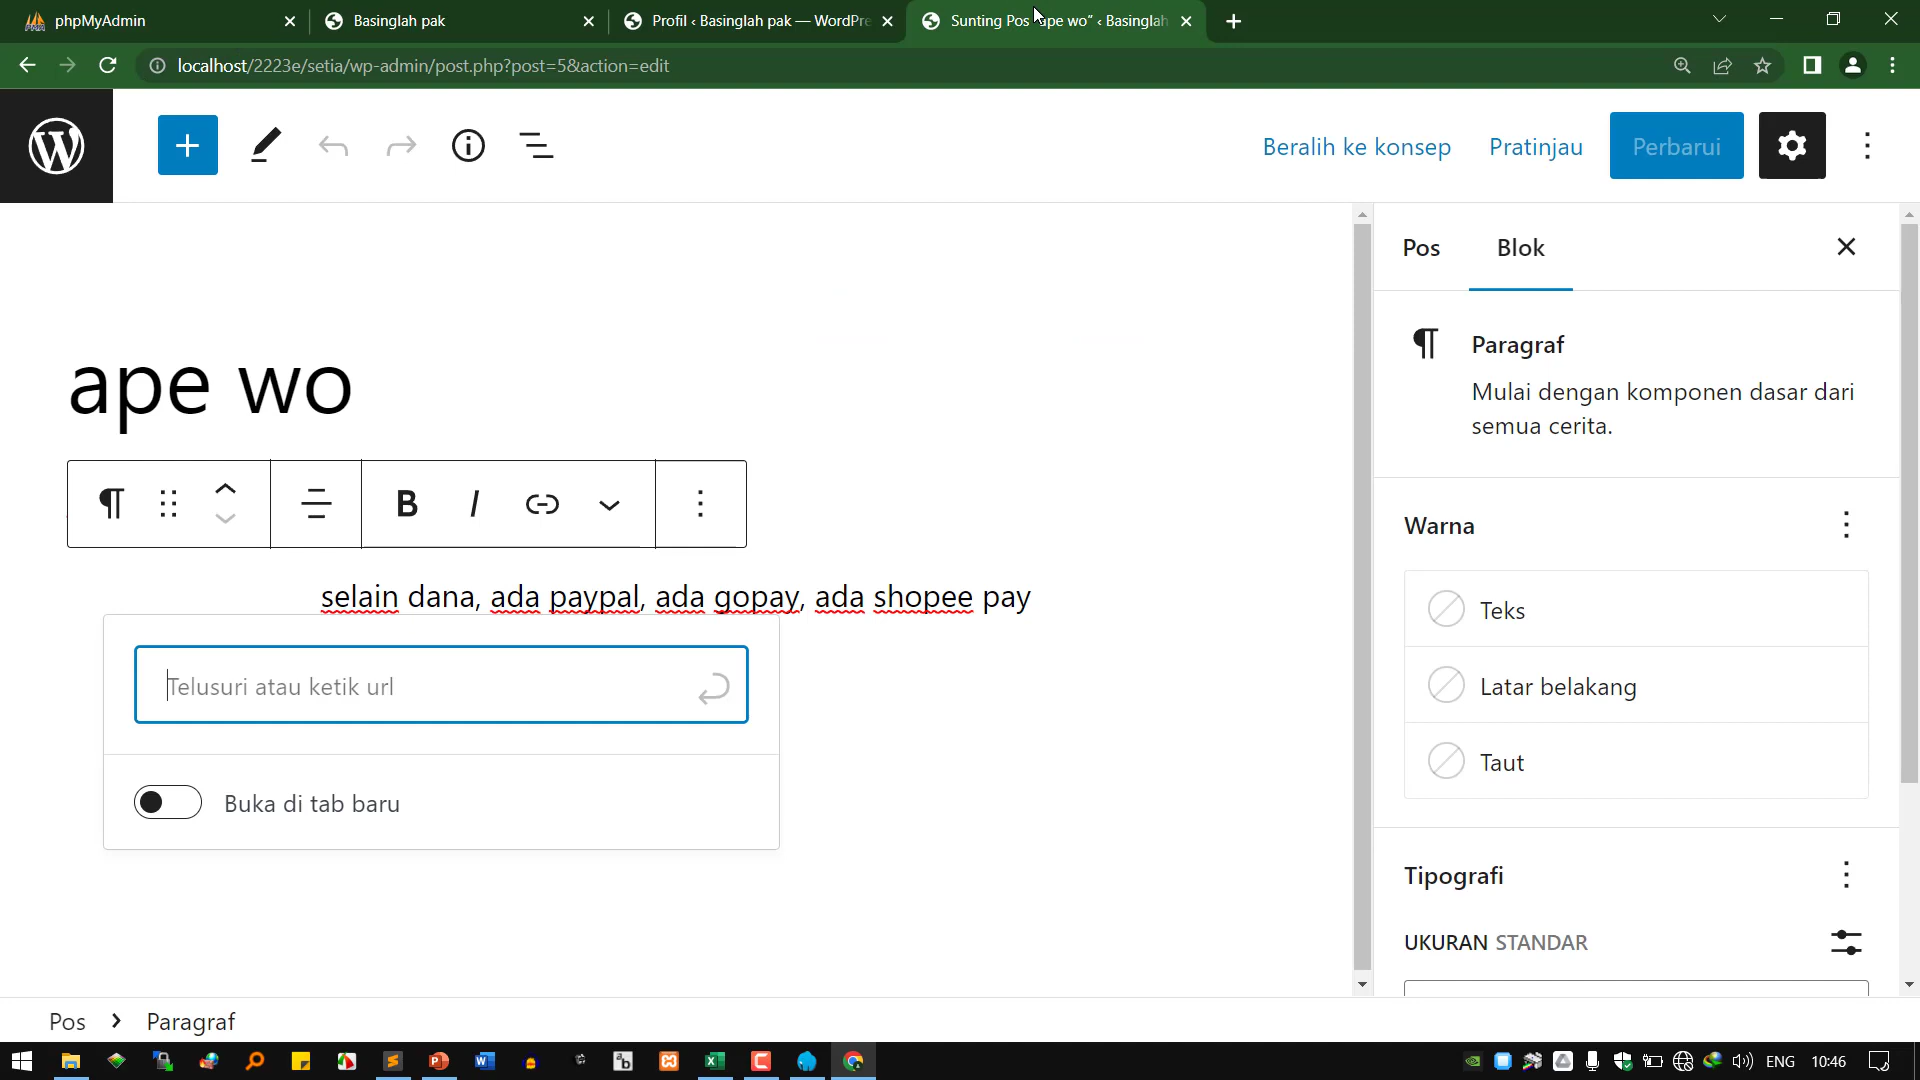 phpMyAdmin
Basinglah pak
Profil ‹ Basinglah pak — WordPre
Sunting Pos "ape wo" ‹ Basinglah
localhost/2223e/setia/wp-admin/post.php?post=5&action=edit
Beralih ke konsep
Pratinjau
Perbarui
Pos
Blok
Paragraf
Mulai dengan komponen dasar dari
semua cerita.
ape wo
B I
selain dana, ada paypal, ada gopay, ada shopee pay
Telusuri atau ketik url
Buka di tab baru
Warna
Teks
Latar belakang
Taut
Tipografi
UKURAN STANDAR
Pos > Paragraf
ENG 10:46